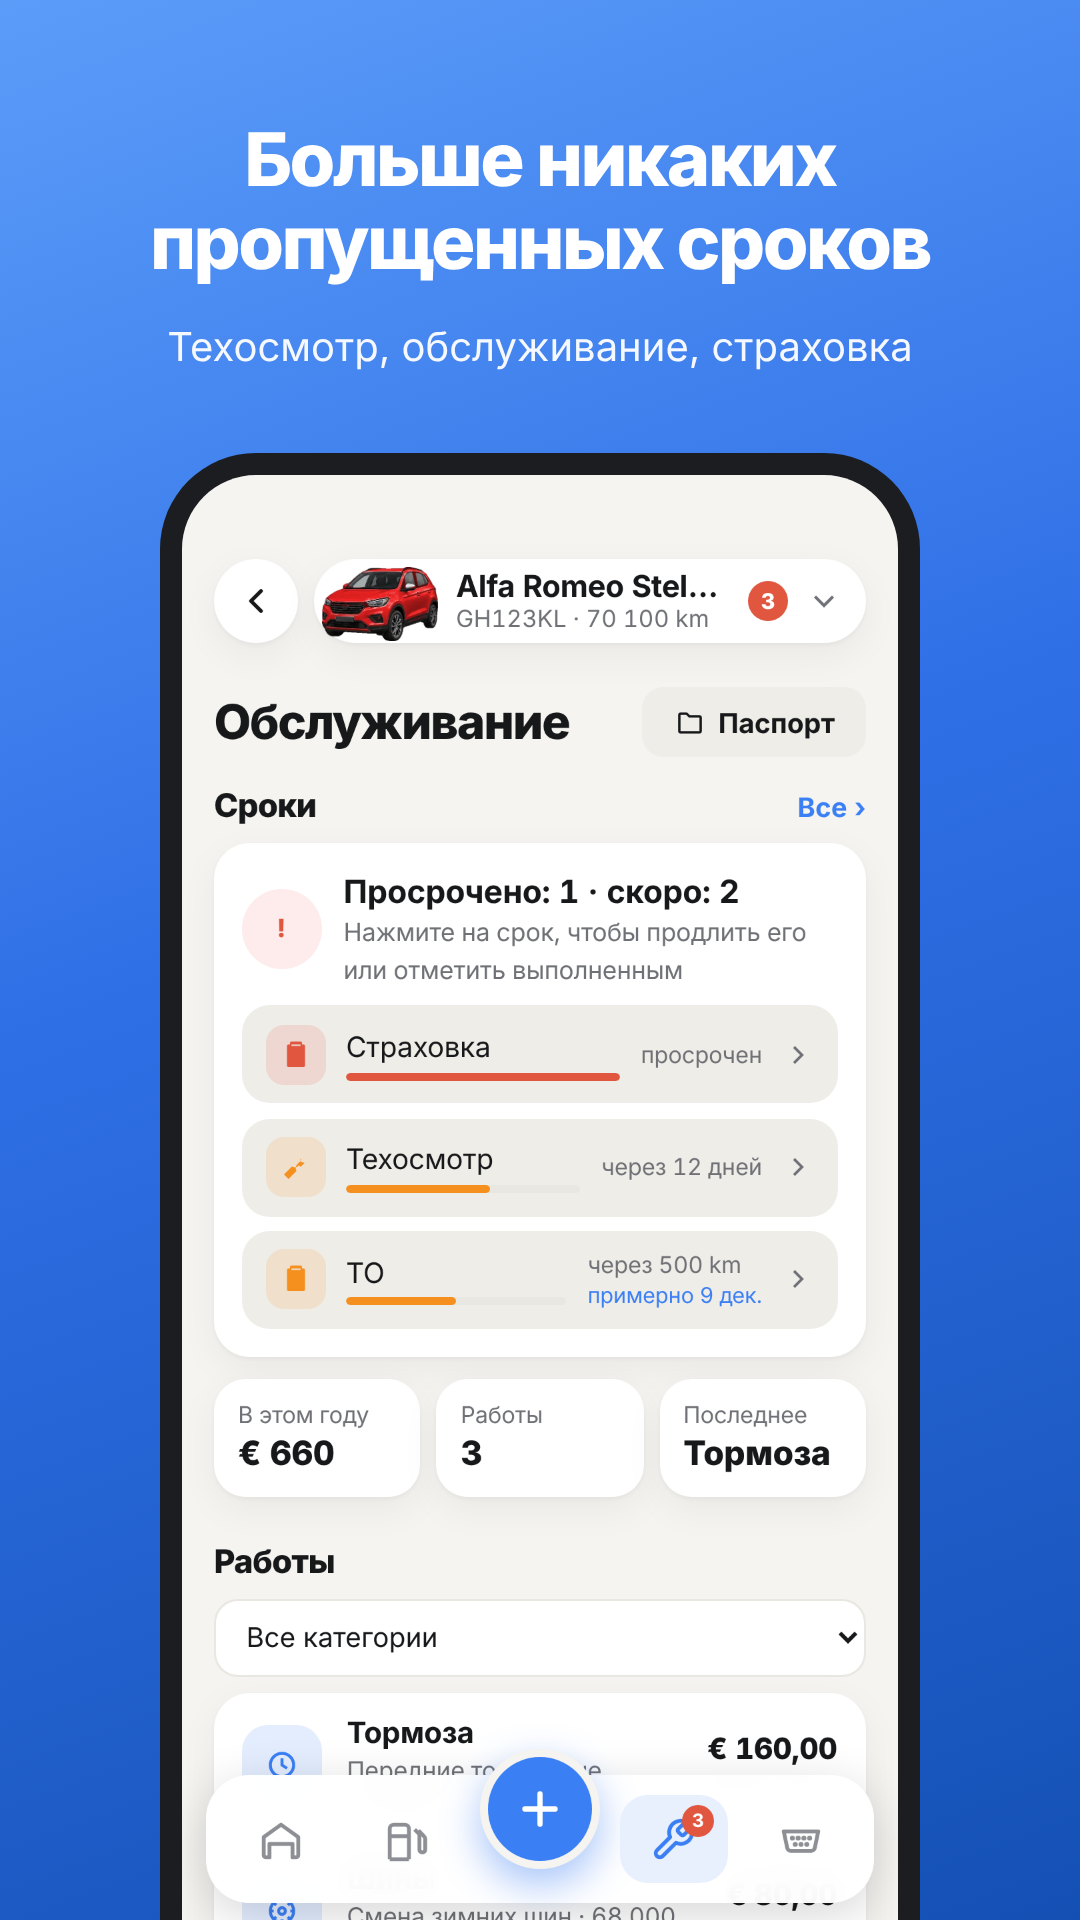 Больше никаких
пропущенных сроков
Техосмотр, обслуживание, страховка
Alfa Romeo Stel...
GH123KL · 70 100 km
3
Обслуживание
Паспорт
Сроки
Все ›
Просрочено: 1 · скоро: 2
Нажмите на срок, чтобы продлить его
или отметить выполненным
!
Страховка
просрочен
Техосмотр
через 12 дней
ТО
через 500 km
примерно 9 дек.
В этом году
€ 660
Работы
3
Последнее
Тормоза
Работы
Все категории
Тормоза
€ 160,00
Передние
3
€ 80,00
Смена зимних шин · 68 000